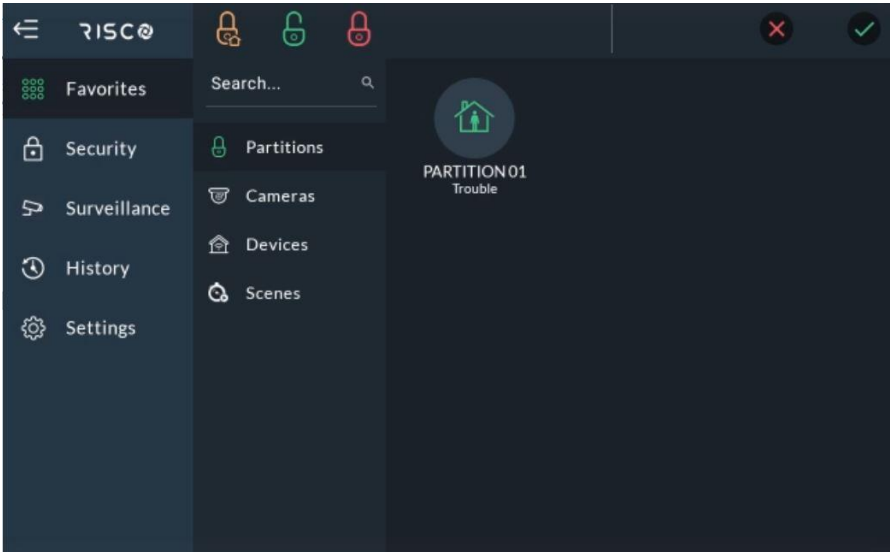 RISCO
Favorites
Security
Surveillance
History
Settings
Search...
Partitions
Cameras
Devices
Scenes
PARTITION 01
Trouble